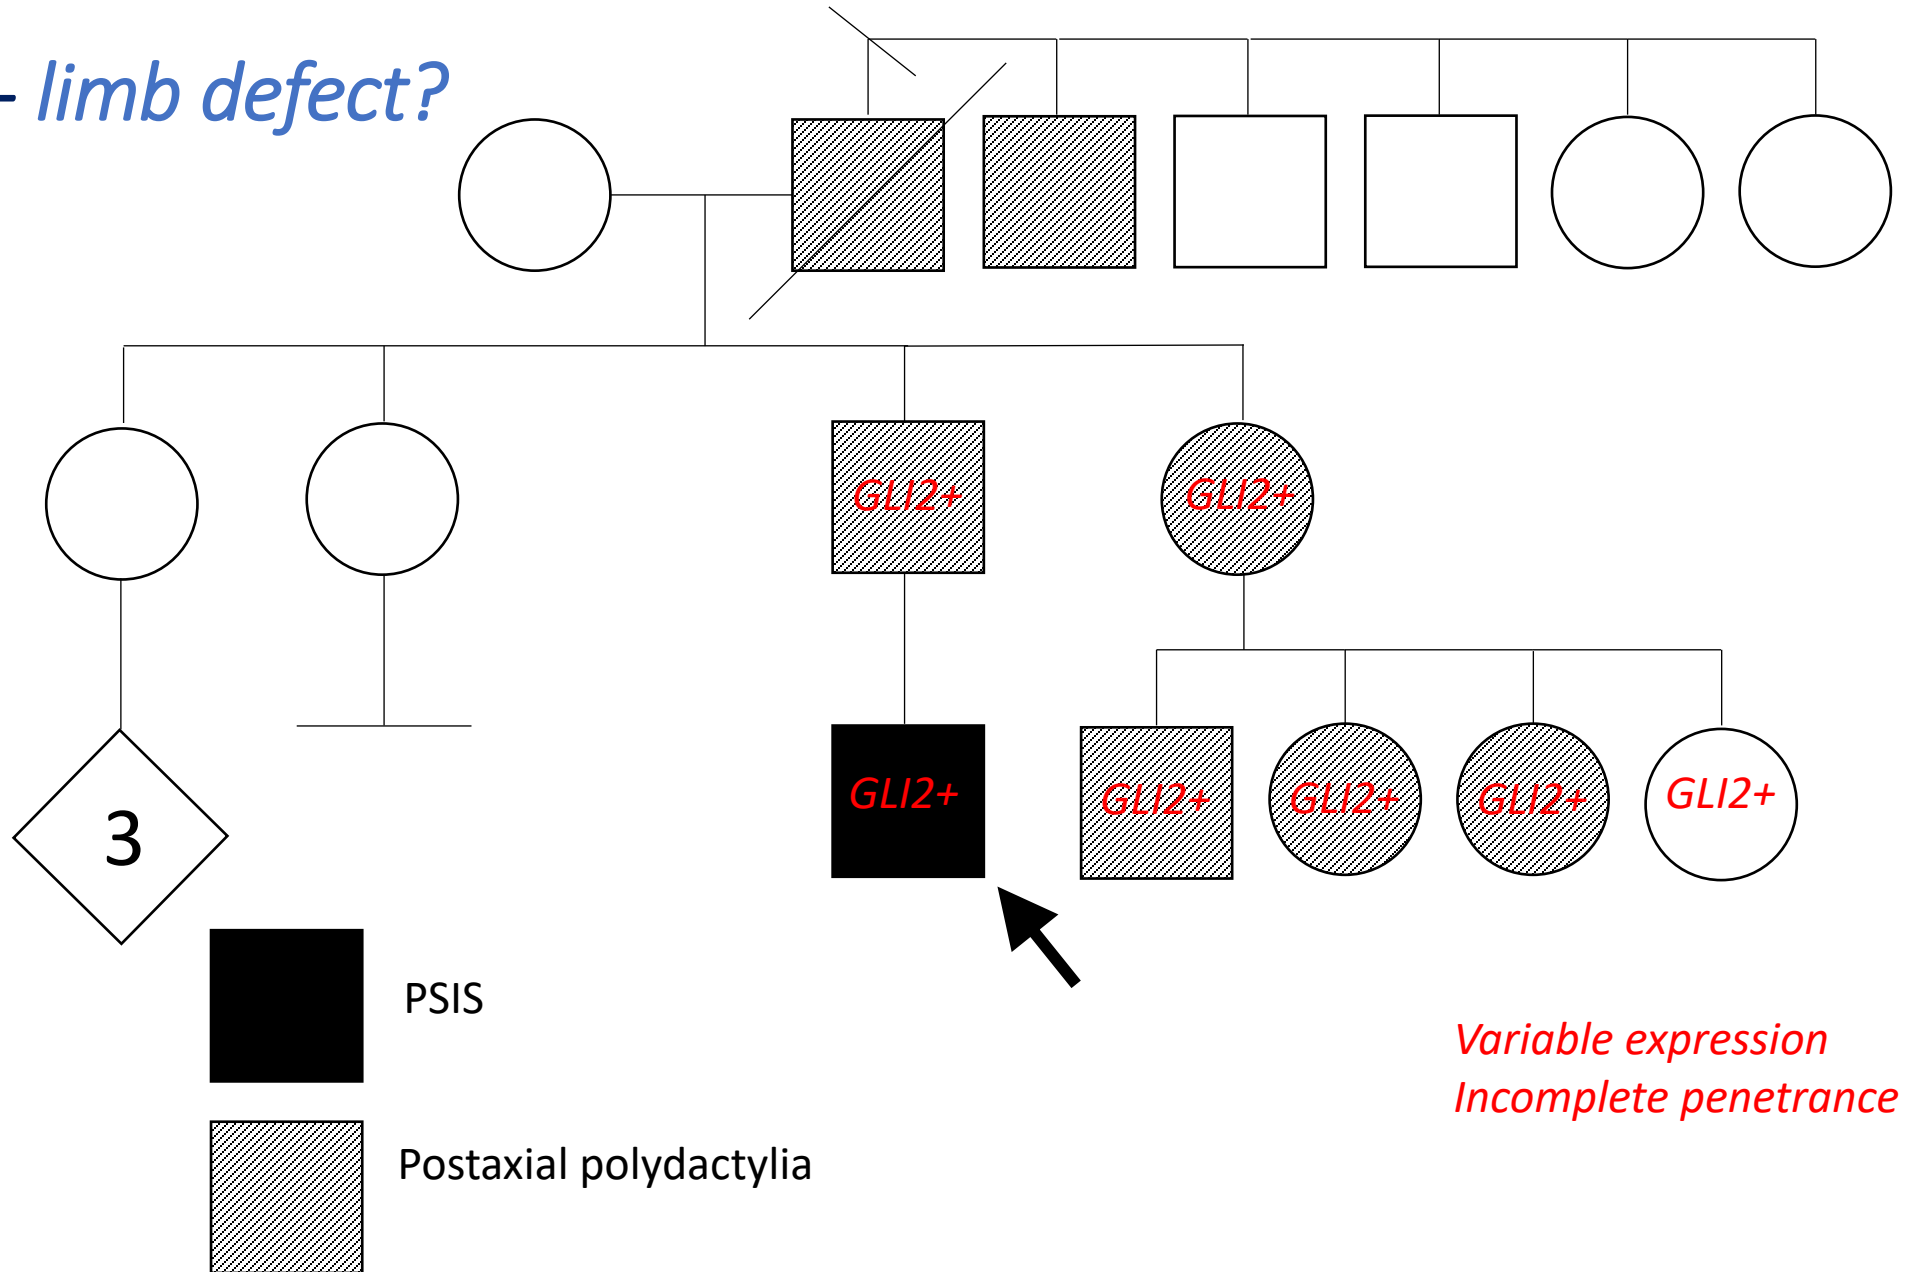 - limb defect?
GLI2+
GLI2+
GLI2+
GLI2+
GLI2+
GLI2+
GLI2+
3
PSIS
Variable expression
Incomplete penetrance
Postaxial polydactylia